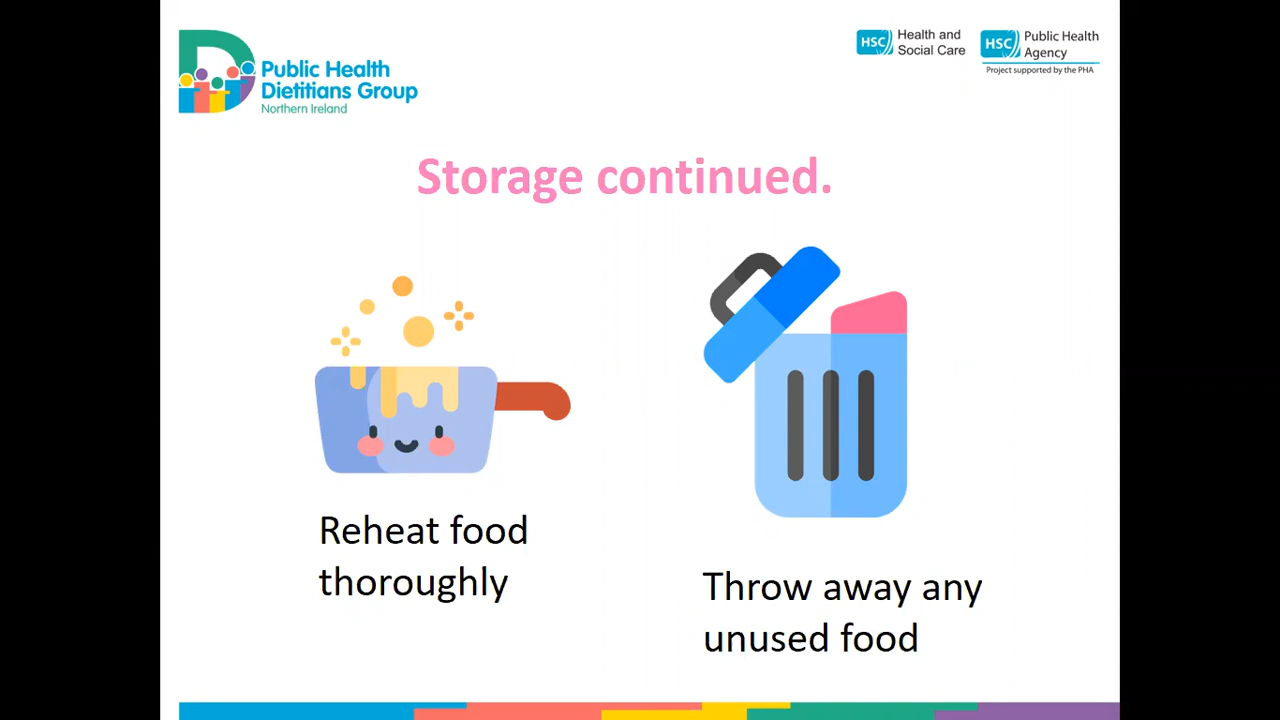 Public Health
Dietitians Group
Northern Ireland
HSC Health and
Social Care
HSC Public Health
Agency
Project supported by the PHA
Storage continued.
Reheat food
thoroughly
Throw away any
unused food